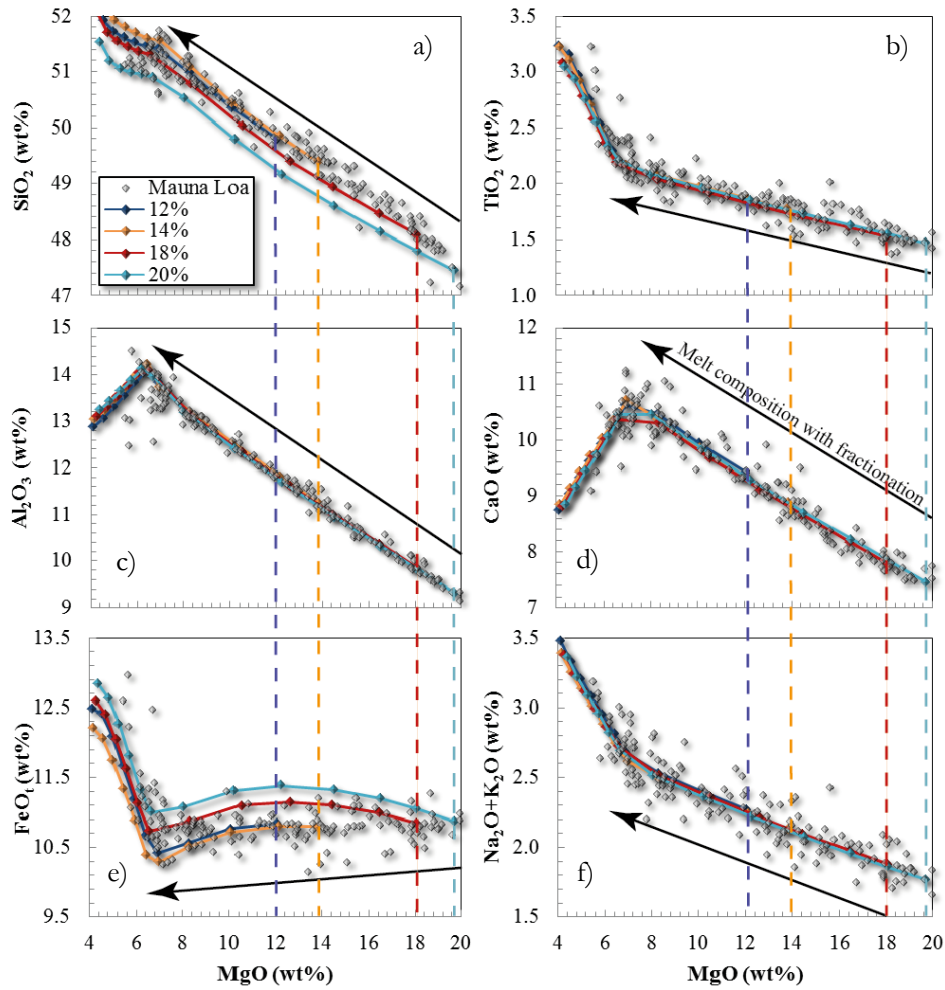 52
51
50
49
48
47
SiO₂ (wt%)
a)
Mauna Loa
12%
14%
18%
20%
3.5
3.0
2.5
2.0
1.5
1.0
TiO₂ (wt%)
b)
15
14
13
12
11
10
9
Al₂O₃ (wt%)
c)
12
11
10
9
8
7
CaO (wt%)
d)
Melt composition with fractionation
13.5
12.5
11.5
10.5
9.5
FeOₜ (wt%)
e)
4 6 8 10 12 14 16 18 20
MgO (wt%)
3.5
3.0
2.5
2.0
1.5
Na₂O+K₂O (wt%)
f)
4 6 8 10 12 14 16 18 20
MgO (wt%)